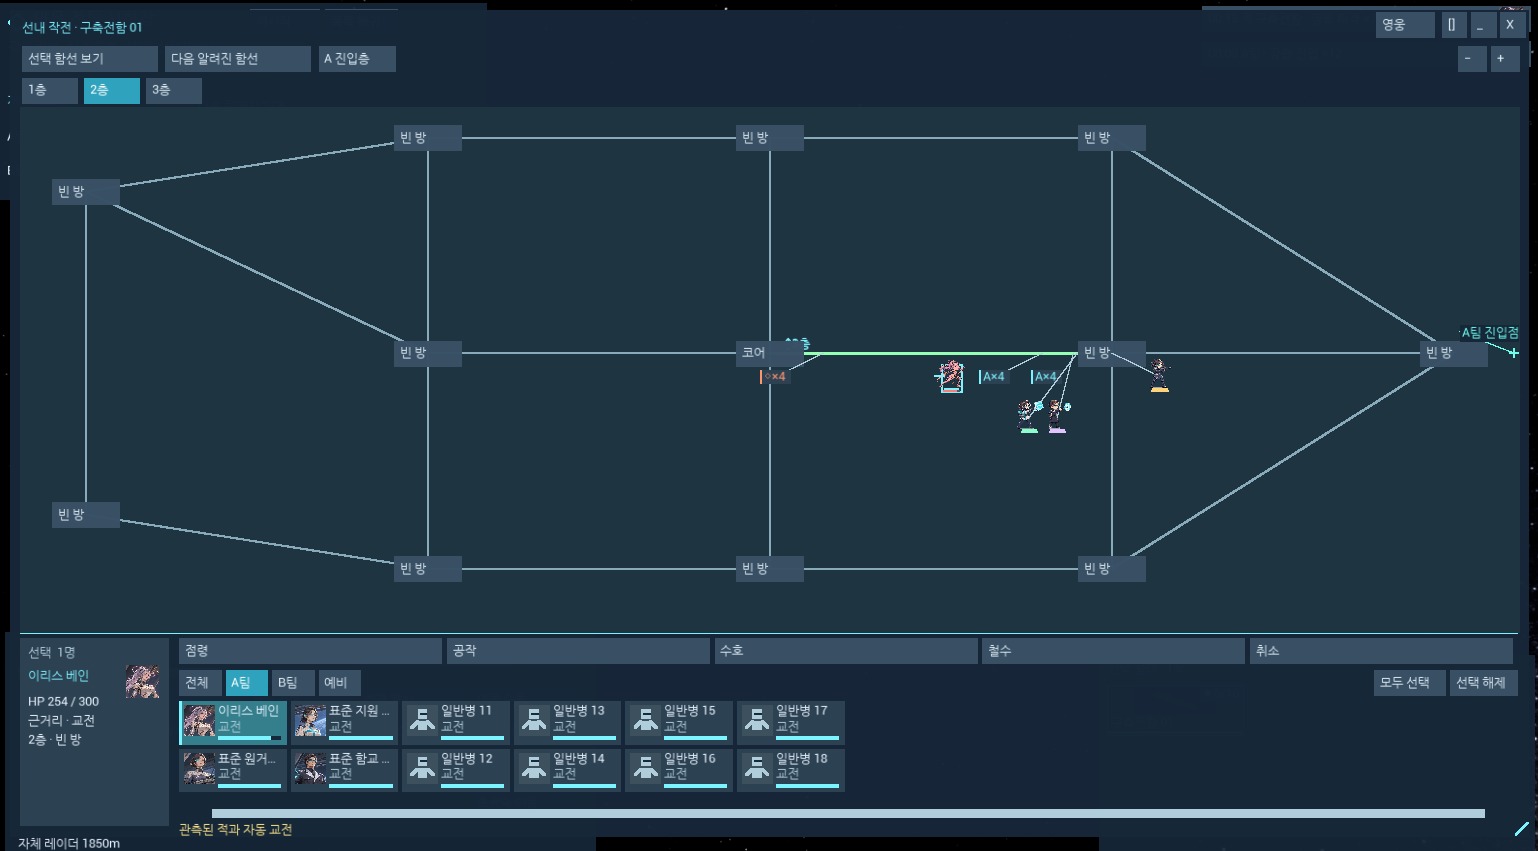 선내 작전 · 구축전함 01
영웅 [] _ X
선택 함선 보기 다음 알려진 함선 A 진입층
- +
1층 2층 3층
빈 방 빈 방 빈 방
빈 방
A팀 진입점
빈 방 코어 빈 방 빈 방
×4 A×4 A×4
빈 방
빈 방 빈 방 빈 방
선택 1명
이리스 베인
HP 254 / 300
근거리 · 교전
2층 · 빈 방
점령 공작 수호 철수 취소
전체 A팀 B팀 예비 모두 선택 선택 해제
이리스 베인 표준 지원 ... 일반병 11 일반병 13 일반병 15 일반병 17
교전 교전 교전 교전 교전 교전
표준 원거... 표준 함교 ... 일반병 12 일반병 14 일반병 16 일반병 18
교전 교전 교전 교전 교전 교전
관측된 적과 자동 교전
자체 레이더 1850m